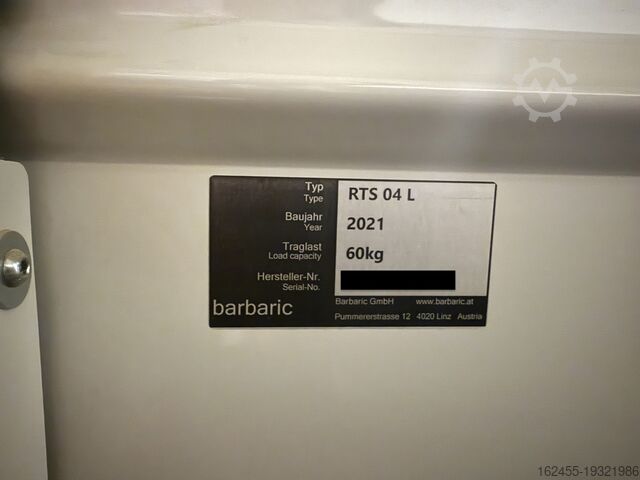 Typ
Type
RTS 04 L
Baujahr
Year
2021
Traglast
Load capacity
60kg
Hersteller-Nr.
Serial-No.
barbaric
Barbaric GmbH www.barbaric.at
Pummererstrasse 12 4020 Linz Austria
162455-19321986